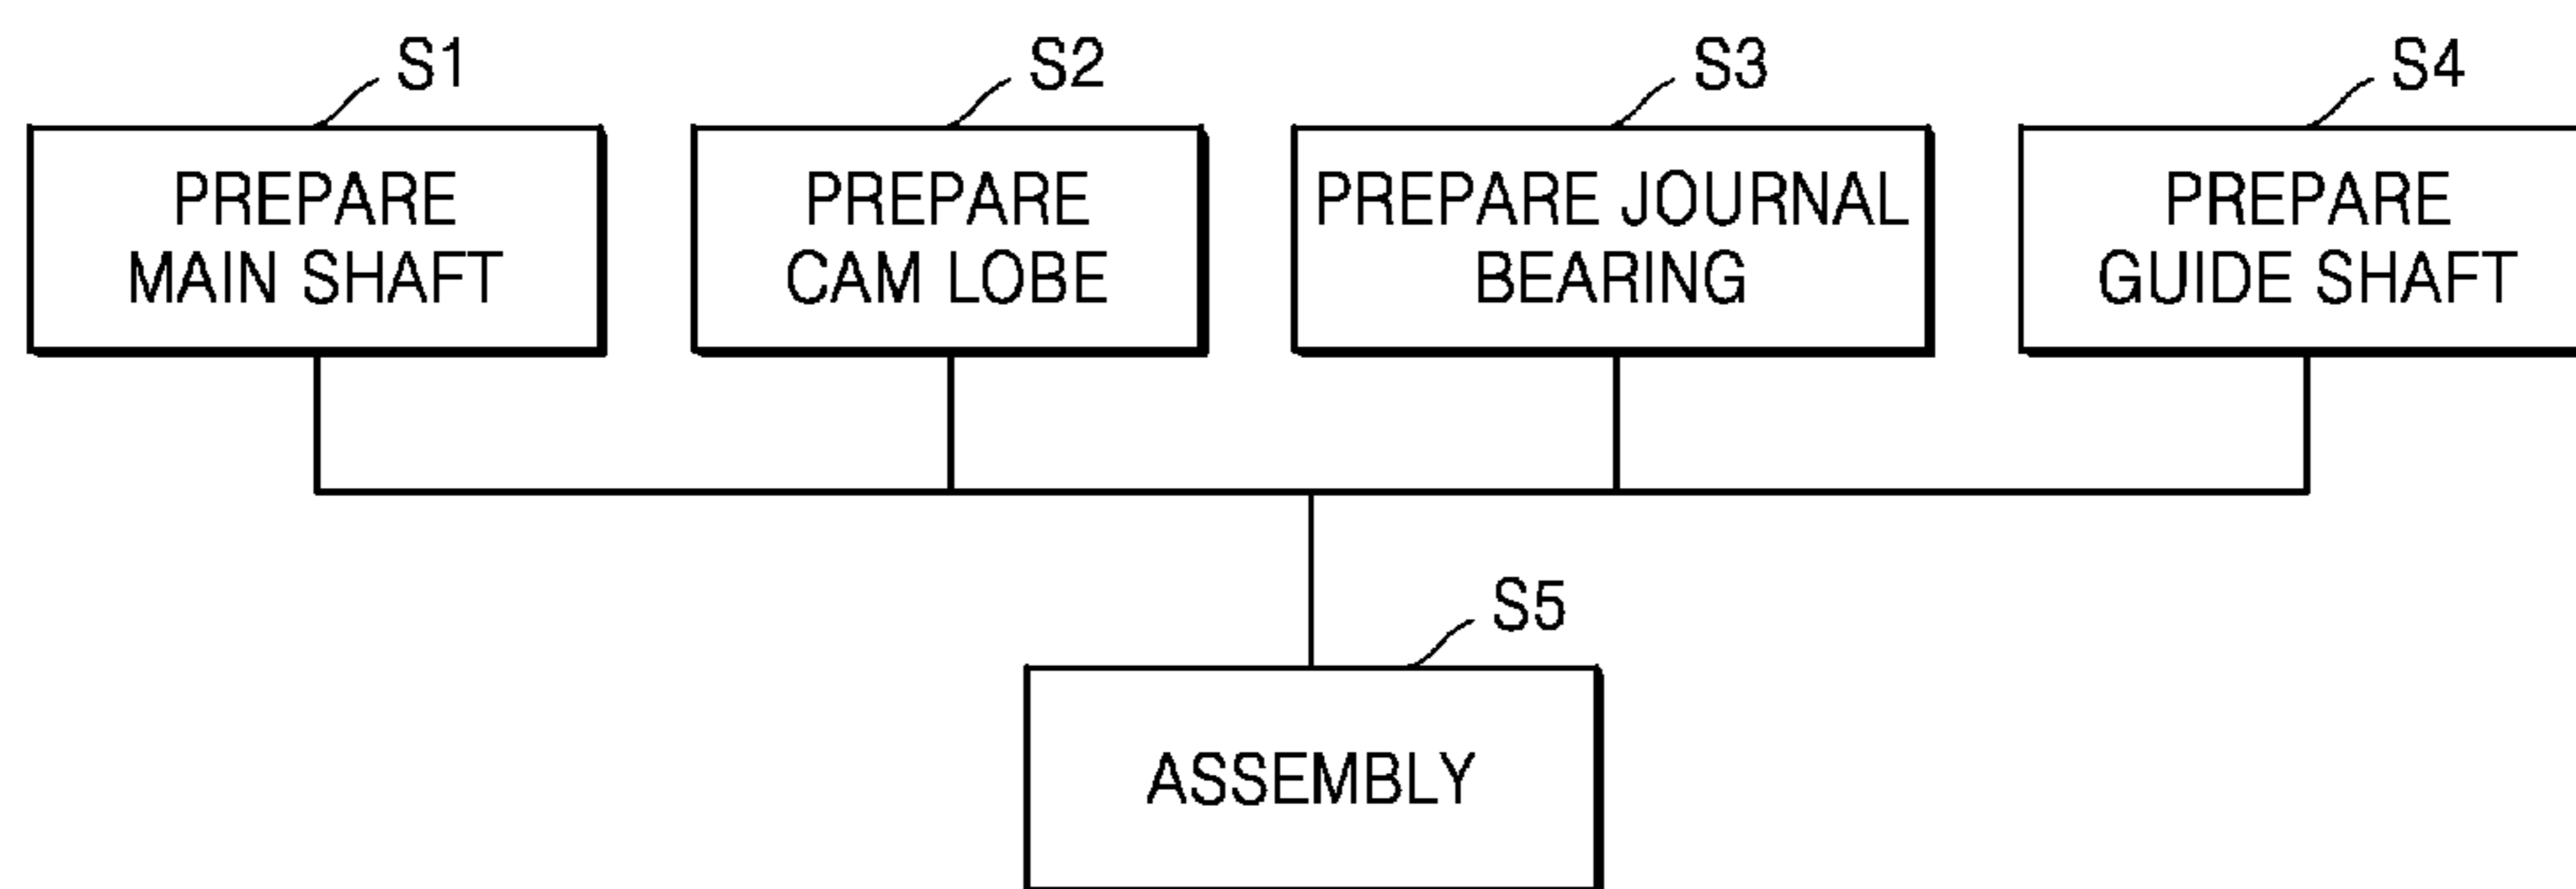 S1
S2
S3
S4
PREPARE
MAIN SHAFT
PREPARE
CAM LOBE
PREPARE JOURNAL
BEARING
PREPARE
GUIDE SHAFT
S5
ASSEMBLY